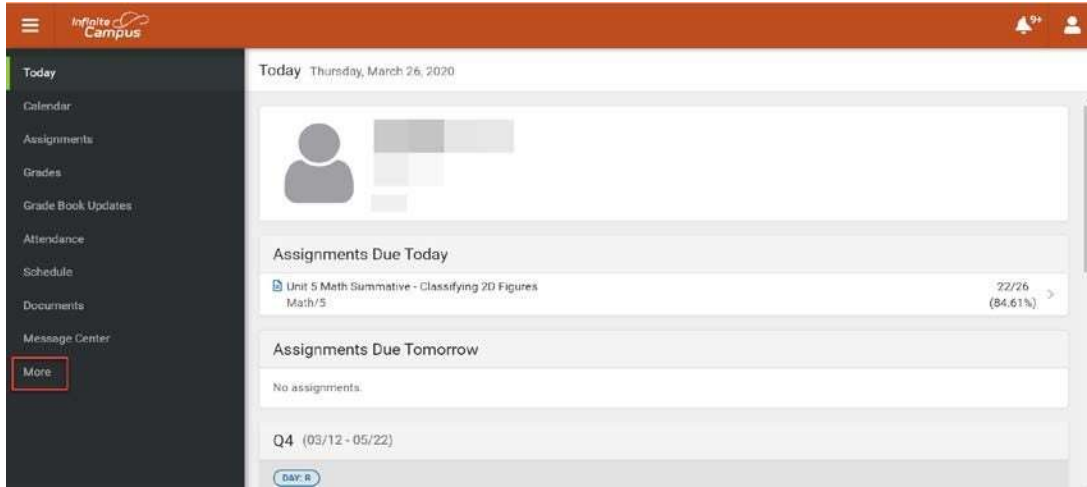 Infinite
Campus
9+
Today
Calendar
Assignments
Grades
Grade Book Updates
Attendance
Schedule
Documents
Message Center
More
Today Thursday, March 26, 2020
Assignments Due Today
Unit 5 Math Summative - Classifying 2D Figures
22/26
Math/5
(84.61%)
Assignments Due Tomorrow
No assignments.
Q4 (03/12 - 05/22)
DAY: R